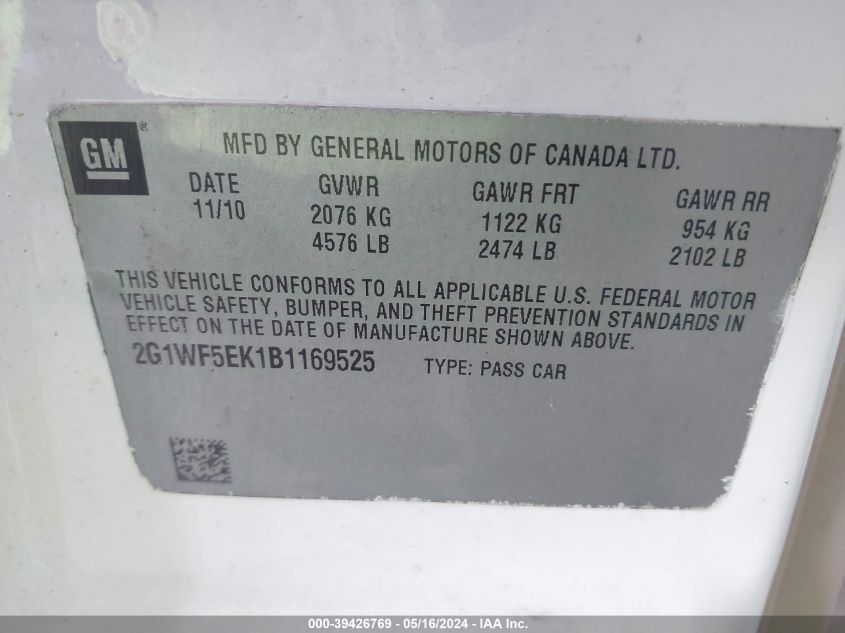 GM®
MFD BY GENERAL MOTORS OF CANADA LTD.
DATE GVWR GAWR FRT GAWR RR
11/10 2076 KG 1122 KG 954 KG
4576 LB 2474 LB 2102 LB
THIS VEHICLE CONFORMS TO ALL APPLICABLE U.S. FEDERAL MOTOR
VEHICLE SAFETY, BUMPER, AND THEFT PREVENTION STANDARDS IN
EFFECT ON THE DATE OF MANUFACTURE SHOWN ABOVE.
2G1WF5EK1B1169525 TYPE: PASS CAR
000-39426769 - 05/16/2024 - IAA Inc.